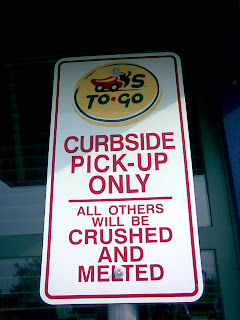 'S
TO•GO
CURBSIDE
PICK-UP
ONLY
ALL OTHERS
WILL BE
CRUSHED
AND
MELTED